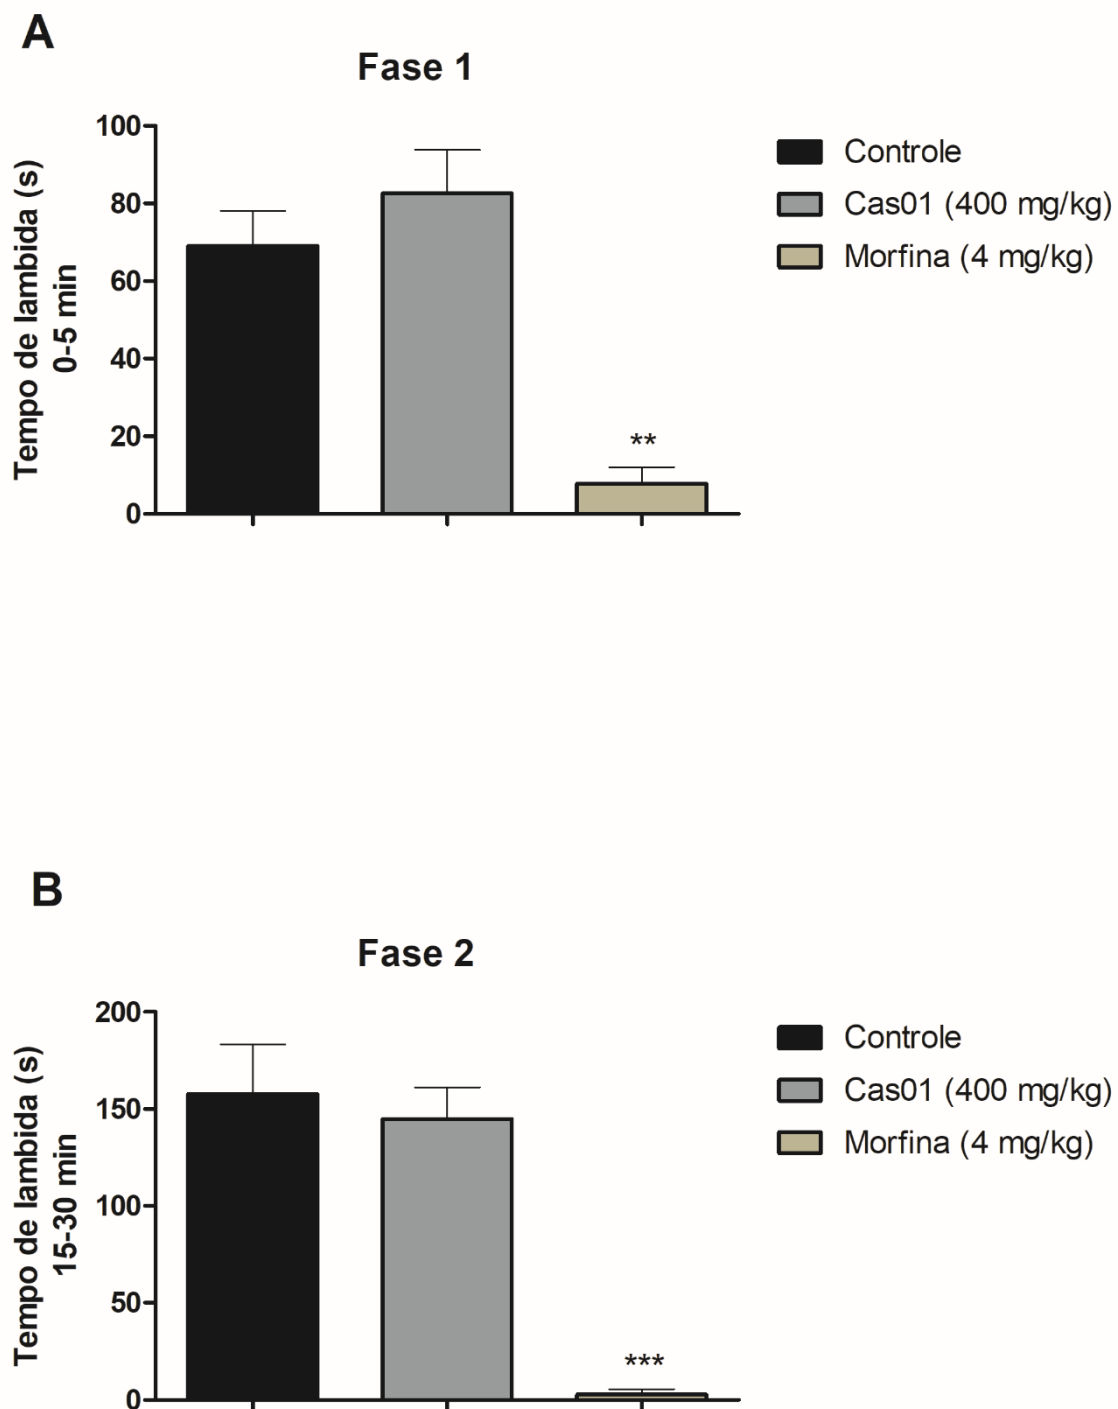 A
Fase 1
Tempo de lambida (s)
0-5 min
100
80
60
40
20
0
**
Controle
Cas01 (400 mg/kg)
Morfina (4 mg/kg)
B
Fase 2
Tempo de lambida (s)
15-30 min
200
150
100
50
0
***
Controle
Cas01 (400 mg/kg)
Morfina (4 mg/kg)